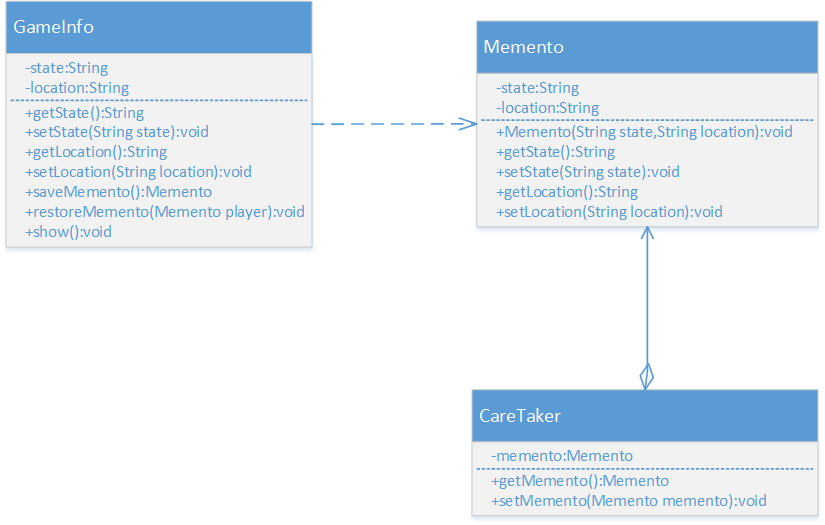 GameInfo
-state:String
-location:String
+getState():String
+setState(String state):void
+getLocation():String
+setLocation(String location):void
+saveMemento():Memento
+restoreMemento(Memento player):void
+show():void
Memento
-state:String
-location:String
+Memento(String state,String location):void
+getState():String
+setState(String state):void
+getLocation():String
+setLocation(String location):void
CareTaker
-memento:Memento
+getMemento():Memento
+setMemento(Memento memento):void